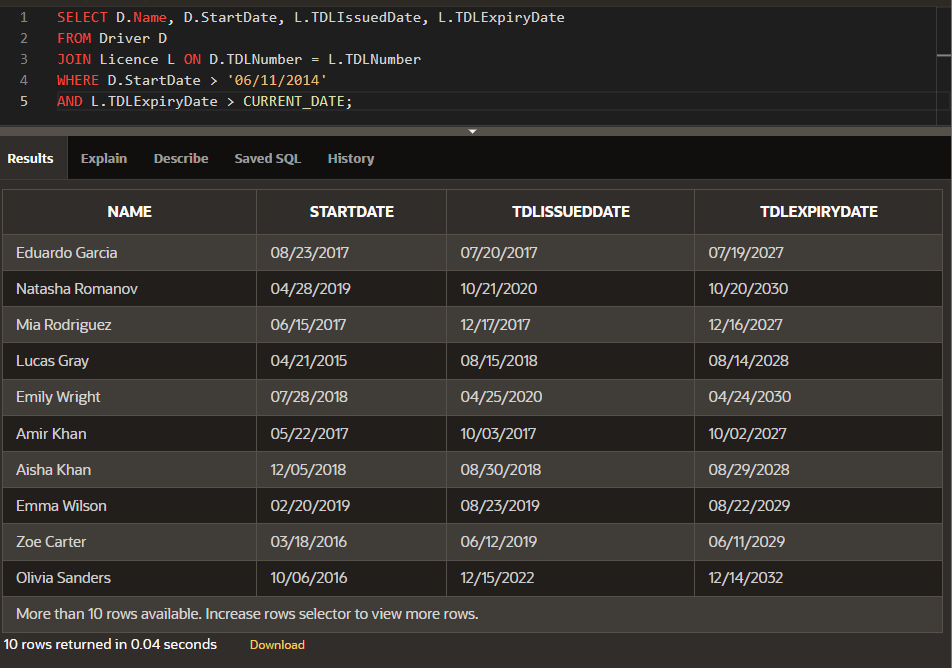 1 SELECT D.Name, D.StartDate, L.TDLIssuedDate, L.TDLExpiryDate
2 FROM Driver D
3 JOIN Licence L ON D.TDLNumber = L.TDLNumber
4 WHERE D.StartDate > '06/11/2014'
5 AND L.TDLExpiryDate > CURRENT_DATE;
Results Explain Describe Saved SQL History
NAME STARTDATE TDLISSUEDDATE TDLEXPIRYDATE
Eduardo Garcia 08/23/2017 07/20/2017 07/19/2027
Natasha Romanov 04/28/2019 10/21/2020 10/20/2030
Mia Rodriguez 06/15/2017 12/17/2017 12/16/2027
Lucas Gray 04/21/2015 08/15/2018 08/14/2028
Emily Wright 07/28/2018 04/25/2020 04/24/2030
Amir Khan 05/22/2017 10/03/2017 10/02/2027
Aisha Khan 12/05/2018 08/30/2018 08/29/2028
Emma Wilson 02/20/2019 08/23/2019 08/22/2029
Zoe Carter 03/18/2016 06/12/2019 06/11/2029
Olivia Sanders 10/06/2016 12/15/2022 12/14/2032
More than 10 rows available. Increase rows selector to view more rows.
10 rows returned in 0.04 seconds Download